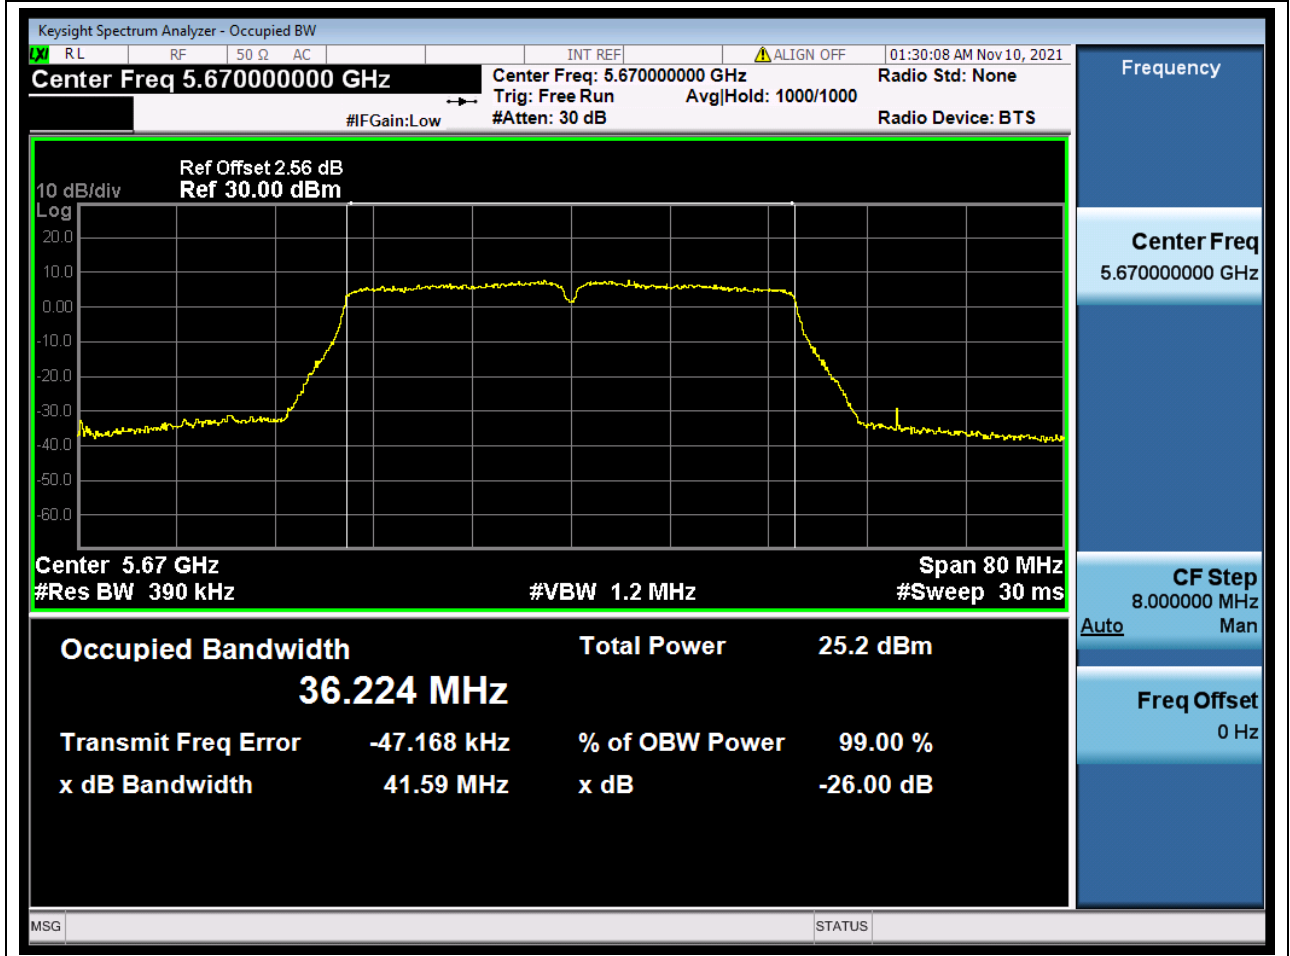 Keysight Spectrum Analyzer - Occupied BW
LXI RL RF 50 Ω AC INT REF ALIGN OFF 01:30:08 AM Nov 10, 2021
Center Freq 5.670000000 GHz
Center Freq: 5.670000000 GHz
Radio Std: None
Trig: Free Run Avg|Hold: 1000/1000
#IFGain:Low
#Atten: 30 dB
Radio Device: BTS
Ref Offset 2.56 dB
10 dB/div Ref 30.00 dBm
Log
20.0
10.0
0.00
-10.0
-20.0
-30.0
-40.0
-50.0
-60.0
Center 5.67 GHz Span 80 MHz
#Res BW 390 kHz #VBW 1.2 MHz #Sweep 30 ms
Occupied Bandwidth Total Power 25.2 dBm
36.224 MHz
Transmit Freq Error -47.168 kHz % of OBW Power 99.00 %
x dB Bandwidth 41.59 MHz x dB -26.00 dB
Frequency
Center Freq
5.670000000 GHz
CF Step
8.000000 MHz
Auto Man
Freq Offset
0 Hz
MSG STATUS